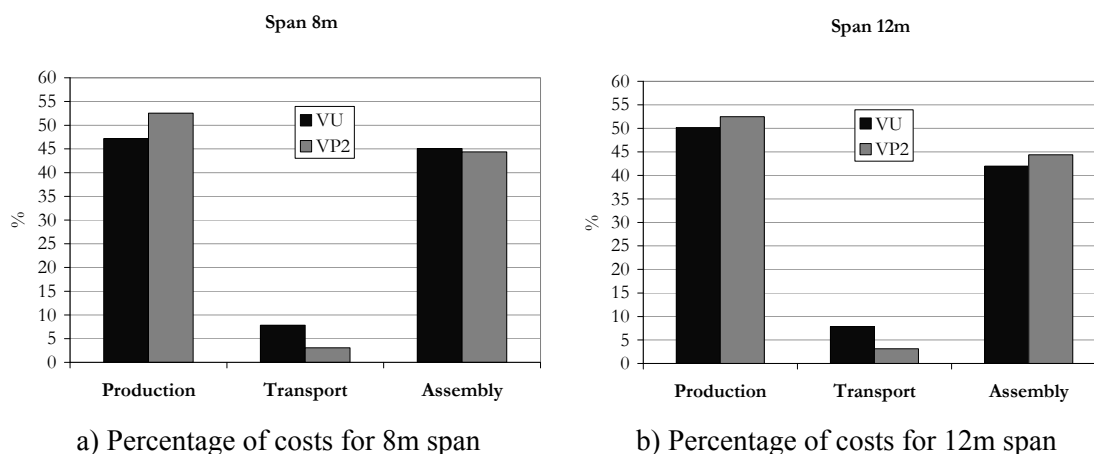 Span 8m
60
55
50
45
40
35
30
25
20
15
10
5
0
%
VU
VP2
Production Transport Assembly
a) Percentage of costs for 8m span
Span 12m
60
55
50
45
40
35
30
25
20
15
10
5
0
%
VU
VP2
Production Transport Assembly
b) Percentage of costs for 12m span